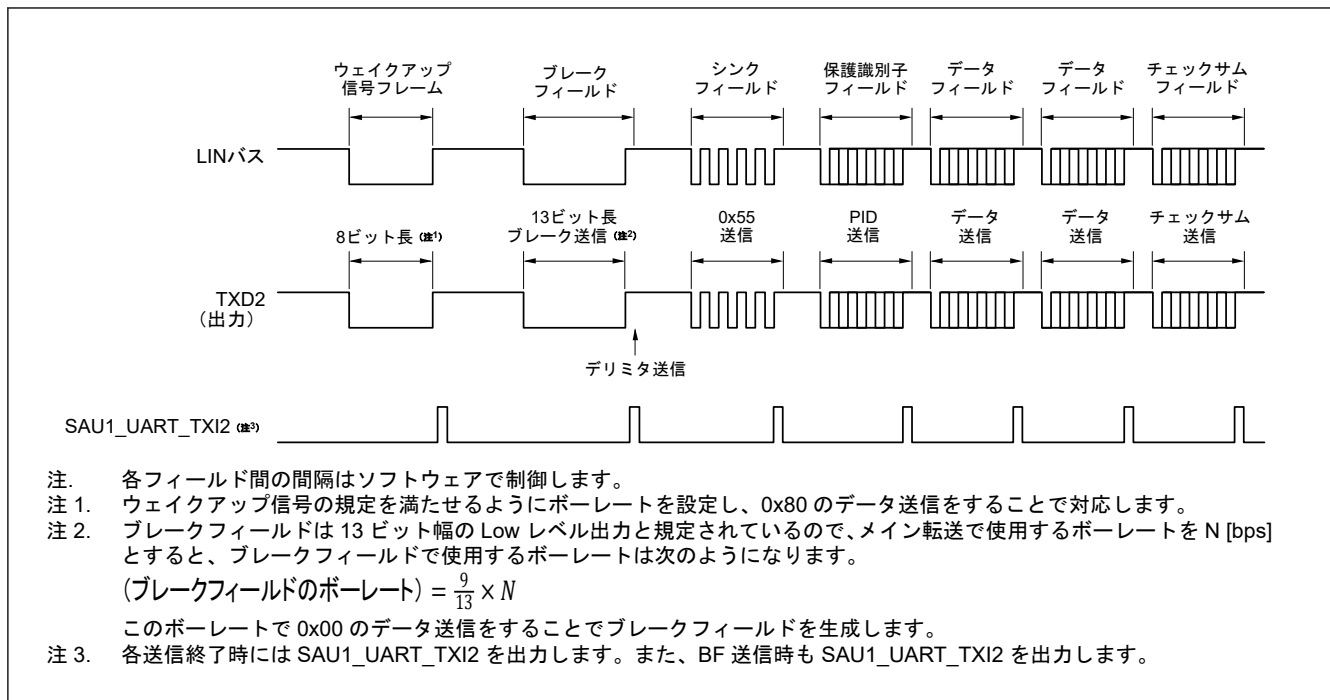 ウェイクアップ
信号フレーム
ブレーク
フィールド
シンク
フィールド
保護識別子
フィールド
データ
フィールド
データ
フィールド
チェックサム
フィールド
LINバス
8ビット長 (注1)
13ビット長
ブレーク送信 (注2)
0x55
送信
PID
送信
データ
送信
データ
送信
チェックサム
送信
TXD2
(出力)
デリミタ送信
SAU1_UART_TXI2 (注3)
注. 各フィールド間の間隔はソフトウェアで制御します。
注 1. ウェイクアップ信号の規定を満たせるようにボーレートを設定し、0x80 のデータ送信をすることで対応します。
注 2. ブレークフィールドは 13 ビット幅の Low レベル出力と規定されているので、メイン転送で使用するボーレートを N [bps]
とすると、ブレークフィールドで使用するボーレートは次のようになります。
(ブレークフィールドのボーレート) = 9/13 × N
このボーレートで 0x00 のデータ送信をすることでブレークフィールドを生成します。
注 3. 各送信終了時には SAU1_UART_TXI2 を出力します。また、BF 送信時も SAU1_UART_TXI2 を出力します。